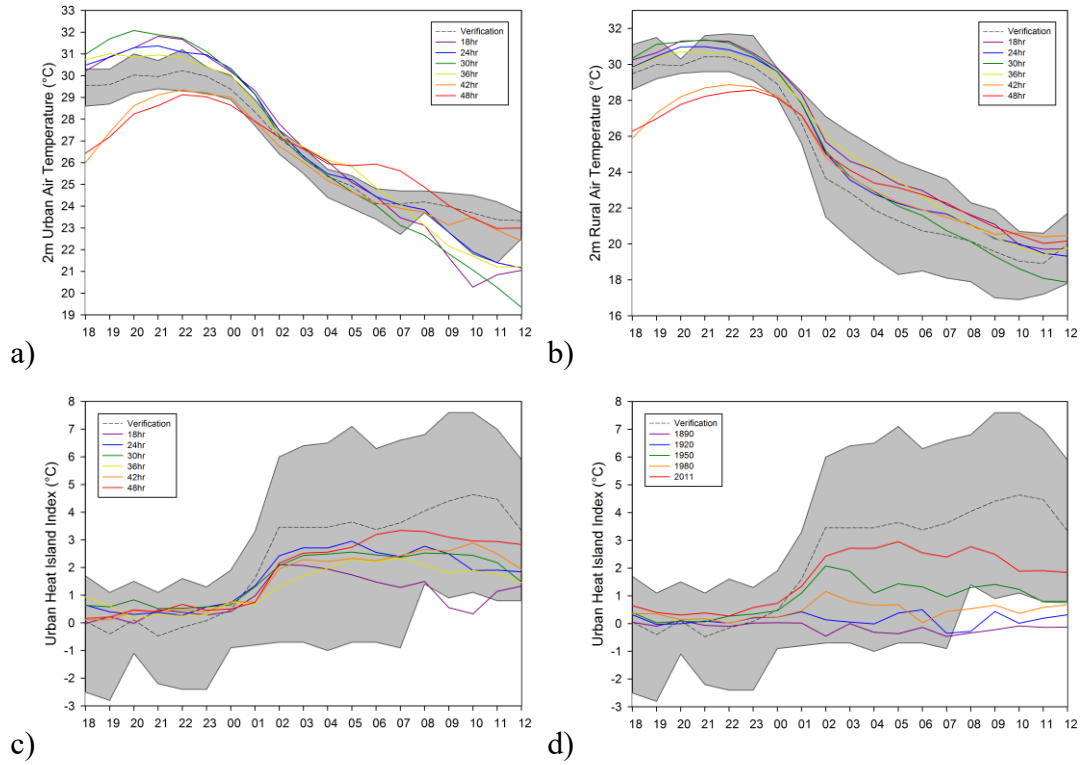 33
32
31
30
29
28
27
26
25
24
23
22
21
20
19
2m Urban Air Temperature (°C)
Verification
18hr
24hr
30hr
36hr
42hr
48hr
18 19 20 21 22 23 00 01 02 03 04 05 06 07 08 09 10 11 12
a)
34
32
30
28
26
24
22
20
18
16
2m Rural Air Temperature (°C)
Verification
18hr
24hr
30hr
36hr
42hr
48hr
18 19 20 21 22 23 00 01 02 03 04 05 06 07 08 09 10 11 12
b)
8
7
6
5
4
3
2
1
0
-1
-2
-3
Urban Heat Island Index (°C)
Verification
18hr
24hr
30hr
36hr
42hr
48hr
18 19 20 21 22 23 00 01 02 03 04 05 06 07 08 09 10 11 12
c)
8
7
6
5
4
3
2
1
0
-1
-2
-3
Urban Heat Island Index (°C)
Verification
1890
1920
1950
1980
2011
18 19 20 21 22 23 00 01 02 03 04 05 06 07 08 09 10 11 12
d)